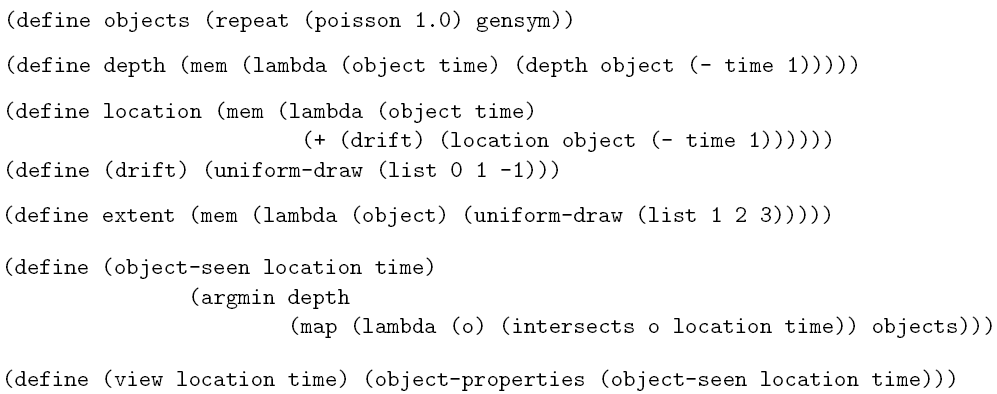 (define objects (repeat (poisson 1.0) gensym))
(define depth (mem (lambda (object time) (depth object (- time 1)))))
(define location (mem (lambda (object time)
(+ (drift) (location object (- time 1))))))
(define (drift) (uniform-draw (list 0 1 -1)))
(define extent (mem (lambda (object) (uniform-draw (list 1 2 3)))))
(define (object-seen location time)
(argmin depth
(map (lambda (o) (intersects o location time)) objects)))
(define (view location time) (object-properties (object-seen location time)))